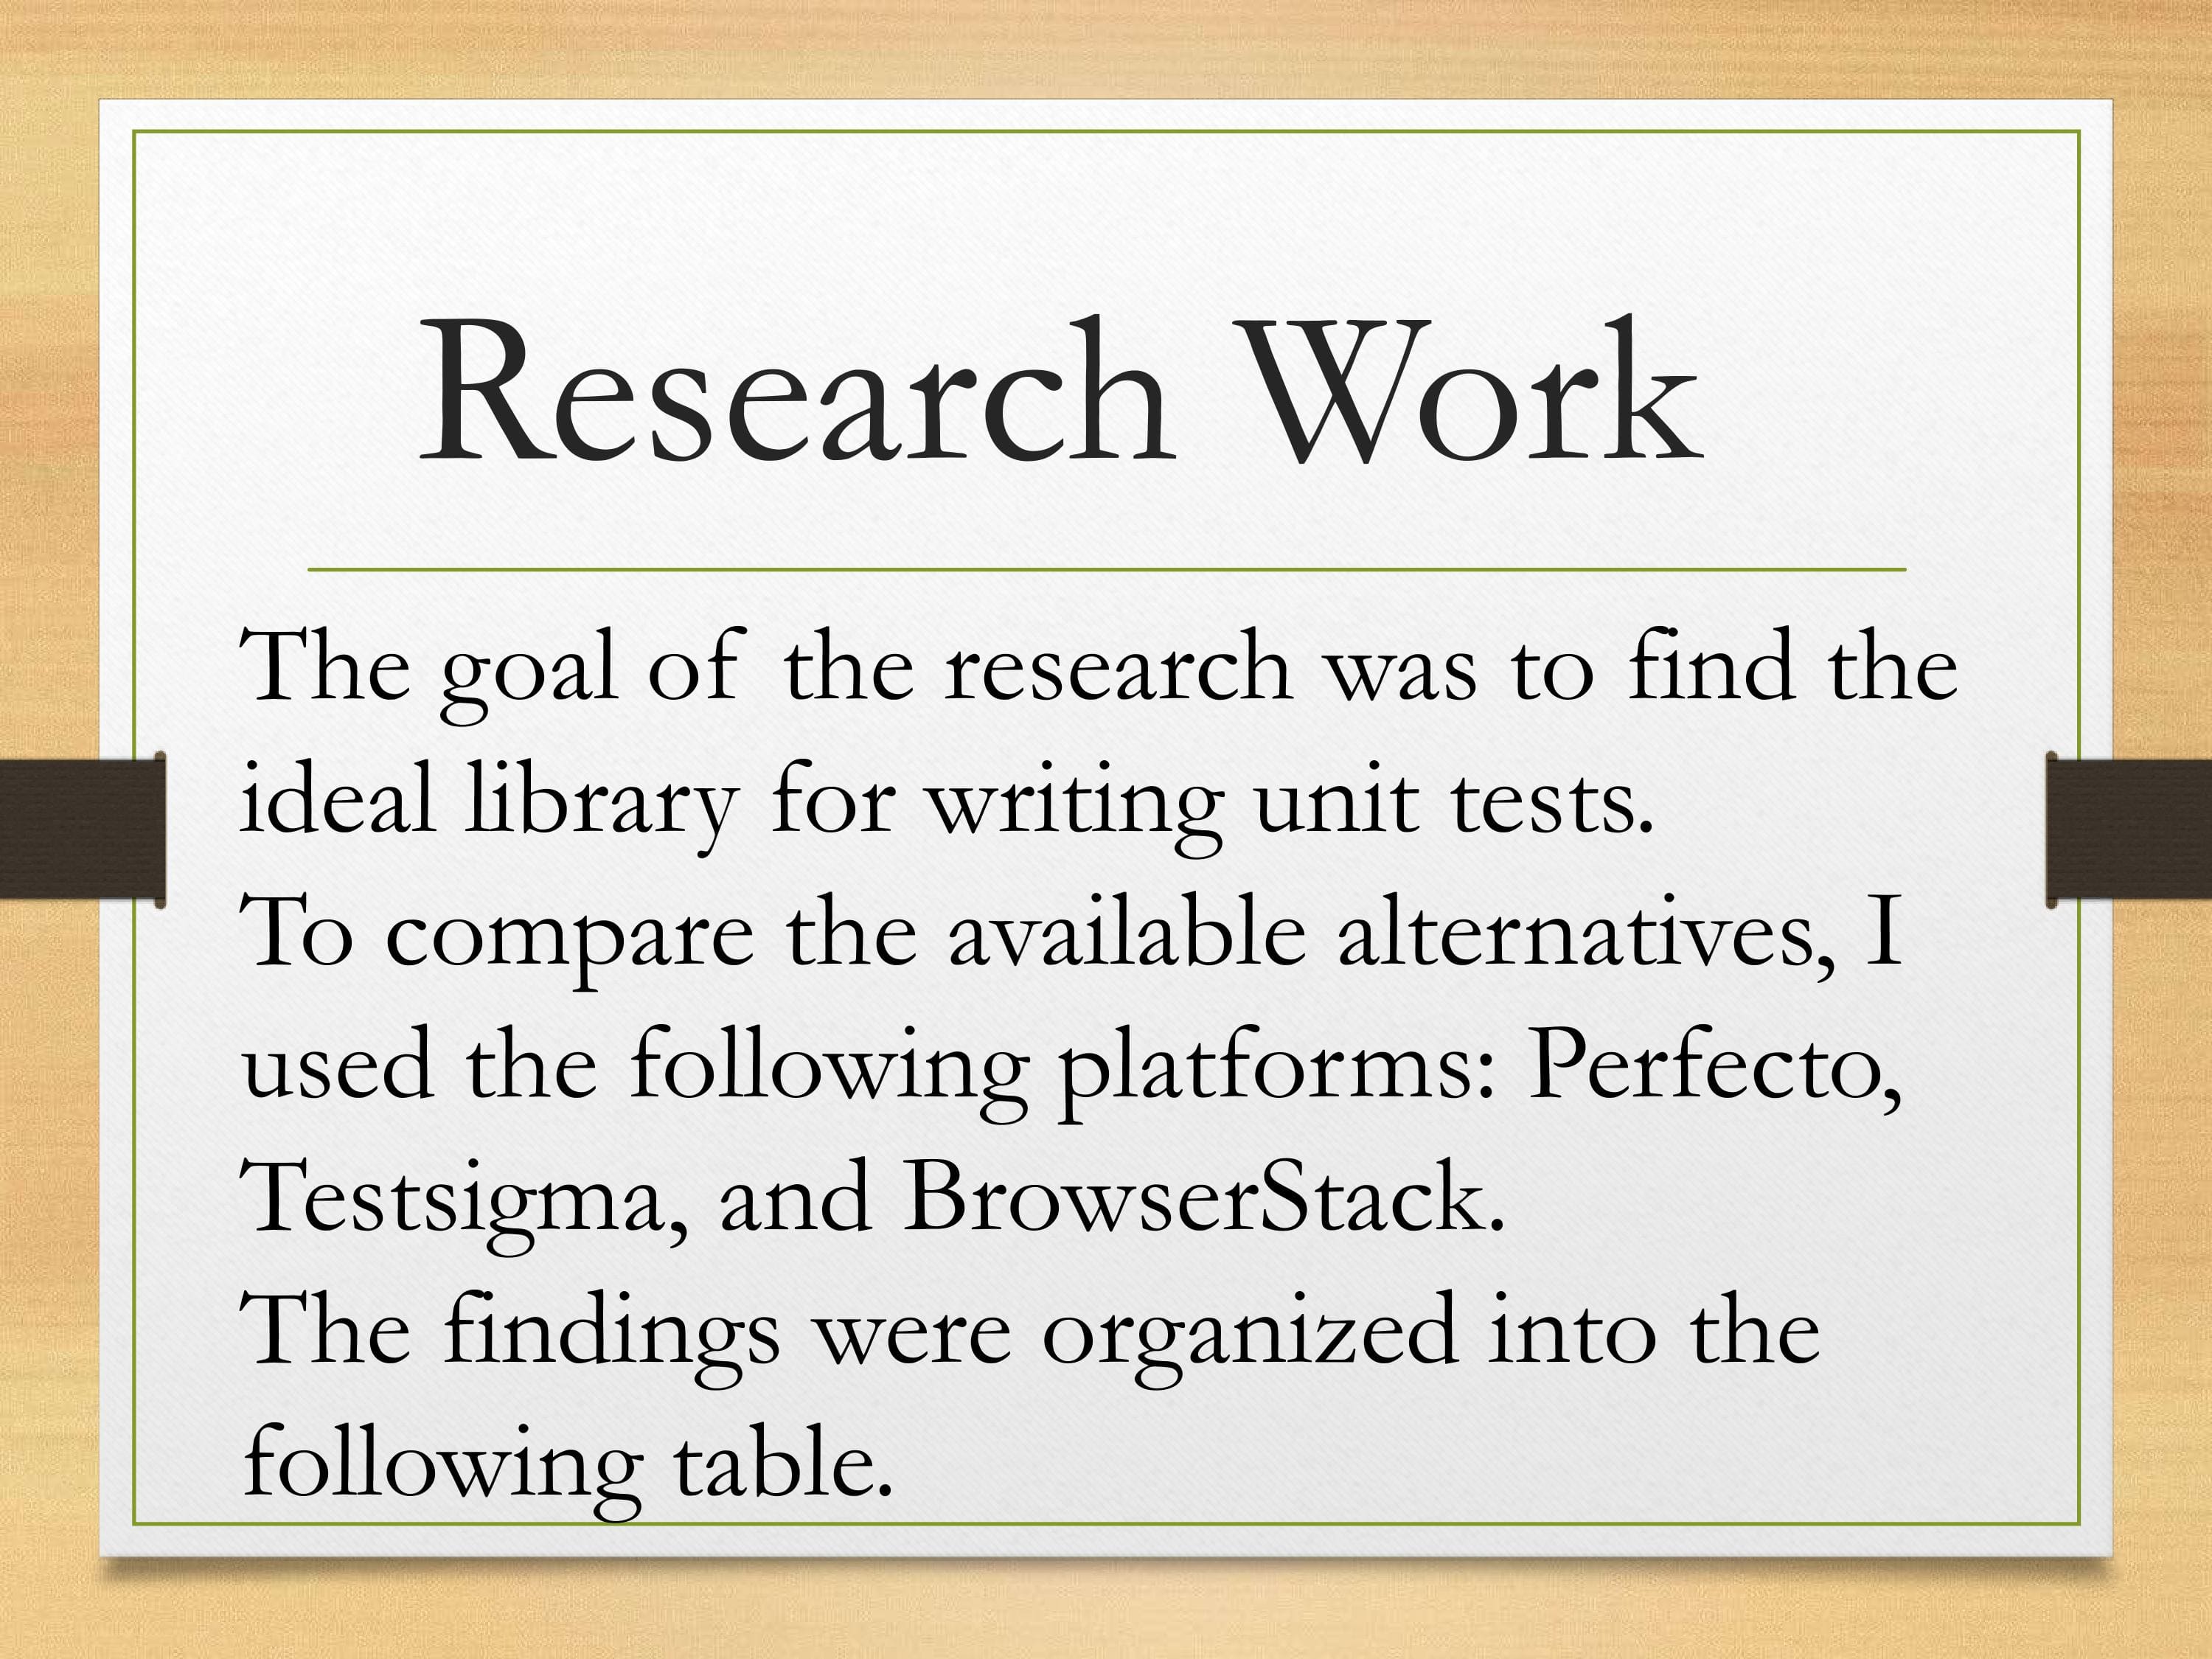 Research Work
The goal of the research was to find the
ideal library for writing unit tests.
To compare the available alternatives, I
used the following platforms: Perfecto,
Testsigma, and BrowserStack.
The findings were organized into the
following table.